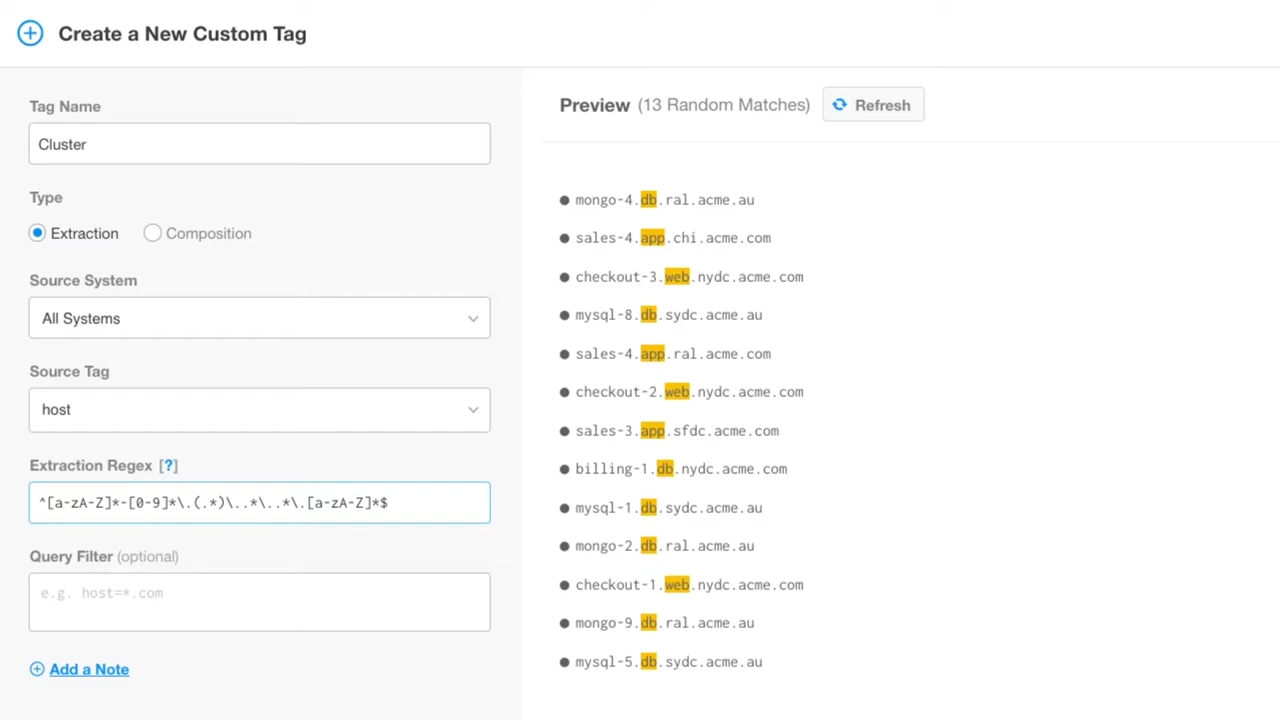 Create a New Custom Tag
Tag Name
Cluster
Type
Extraction Composition
Source System
All Systems
Source Tag
host
Extraction Regex [?]
^[a-zA-Z]*-[0-9]*\.(.*)\..*\..*\.[a-zA-Z]*$
Query Filter (optional)
e.g. host=*.com
Add a Note
Preview (13 Random Matches) Refresh
mongo-4.db.ral.acme.au
sales-4.app.chi.acme.com
checkout-3.web.nydc.acme.com
mysql-8.db.sydc.acme.au
sales-4.app.ral.acme.com
checkout-2.web.nydc.acme.com
sales-3.app.sfdc.acme.com
billing-1.db.nydc.acme.com
mysql-1.db.sydc.acme.au
mongo-2.db.ral.acme.au
checkout-1.web.nydc.acme.com
mongo-9.db.ral.acme.au
mysql-5.db.sydc.acme.au